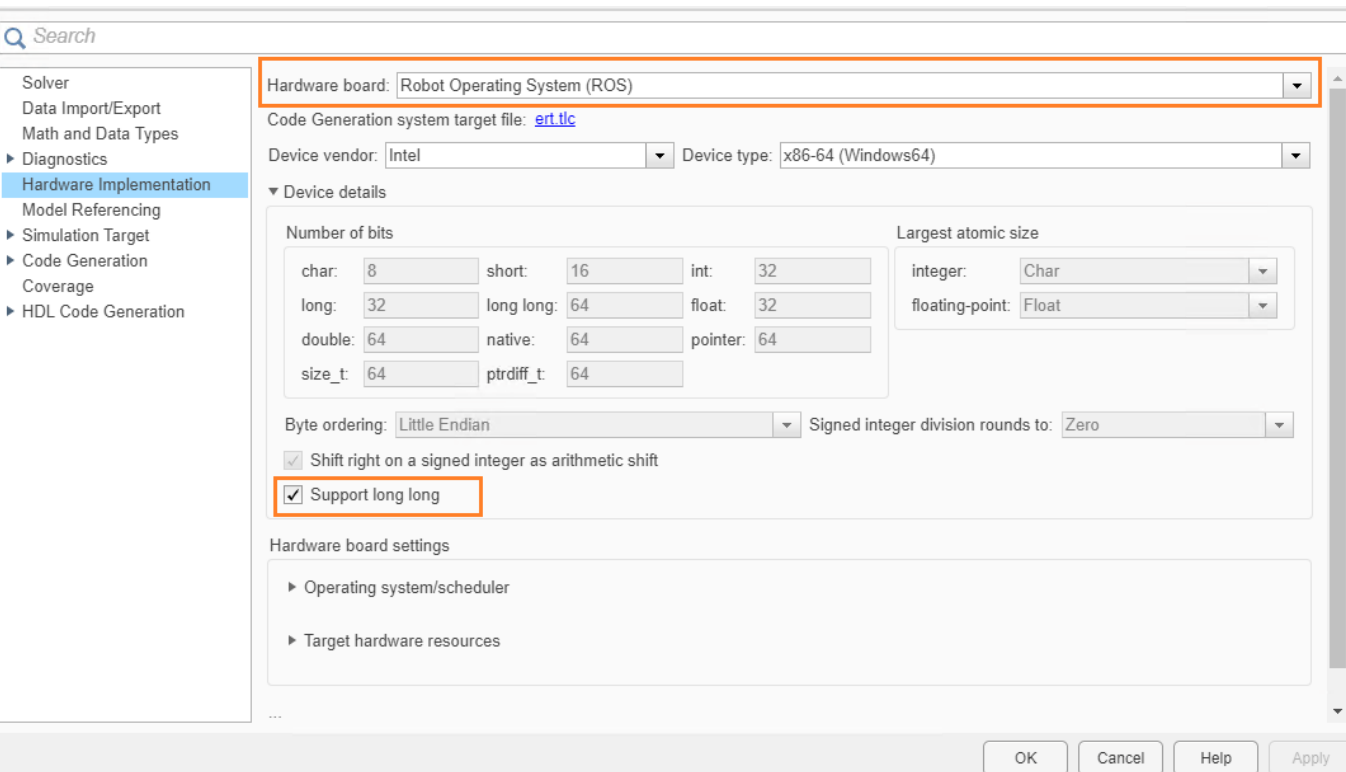 Search
Solver
Data Import/Export
Math and Data Types
Diagnostics
Hardware Implementation
Model Referencing
Simulation Target
Code Generation
Coverage
HDL Code Generation
Hardware board: Robot Operating System (ROS)
Code Generation system target file: ert.tlc
Device vendor: Intel Device type: x86-64 (Windows64)
Device details
Number of bits
char: 8 short: 16 int: 32
long: 32 long long: 64 float: 32
double: 64 native: 64 pointer: 64
size_t: 64 ptrdiff_t: 64
Largest atomic size
integer: Char
floating-point: Float
Byte ordering: Little Endian Signed integer division rounds to: Zero
Shift right on a signed integer as arithmetic shift
Support long long
Hardware board settings
Operating system/scheduler
Target hardware resources
...
OK Cancel Help Apply